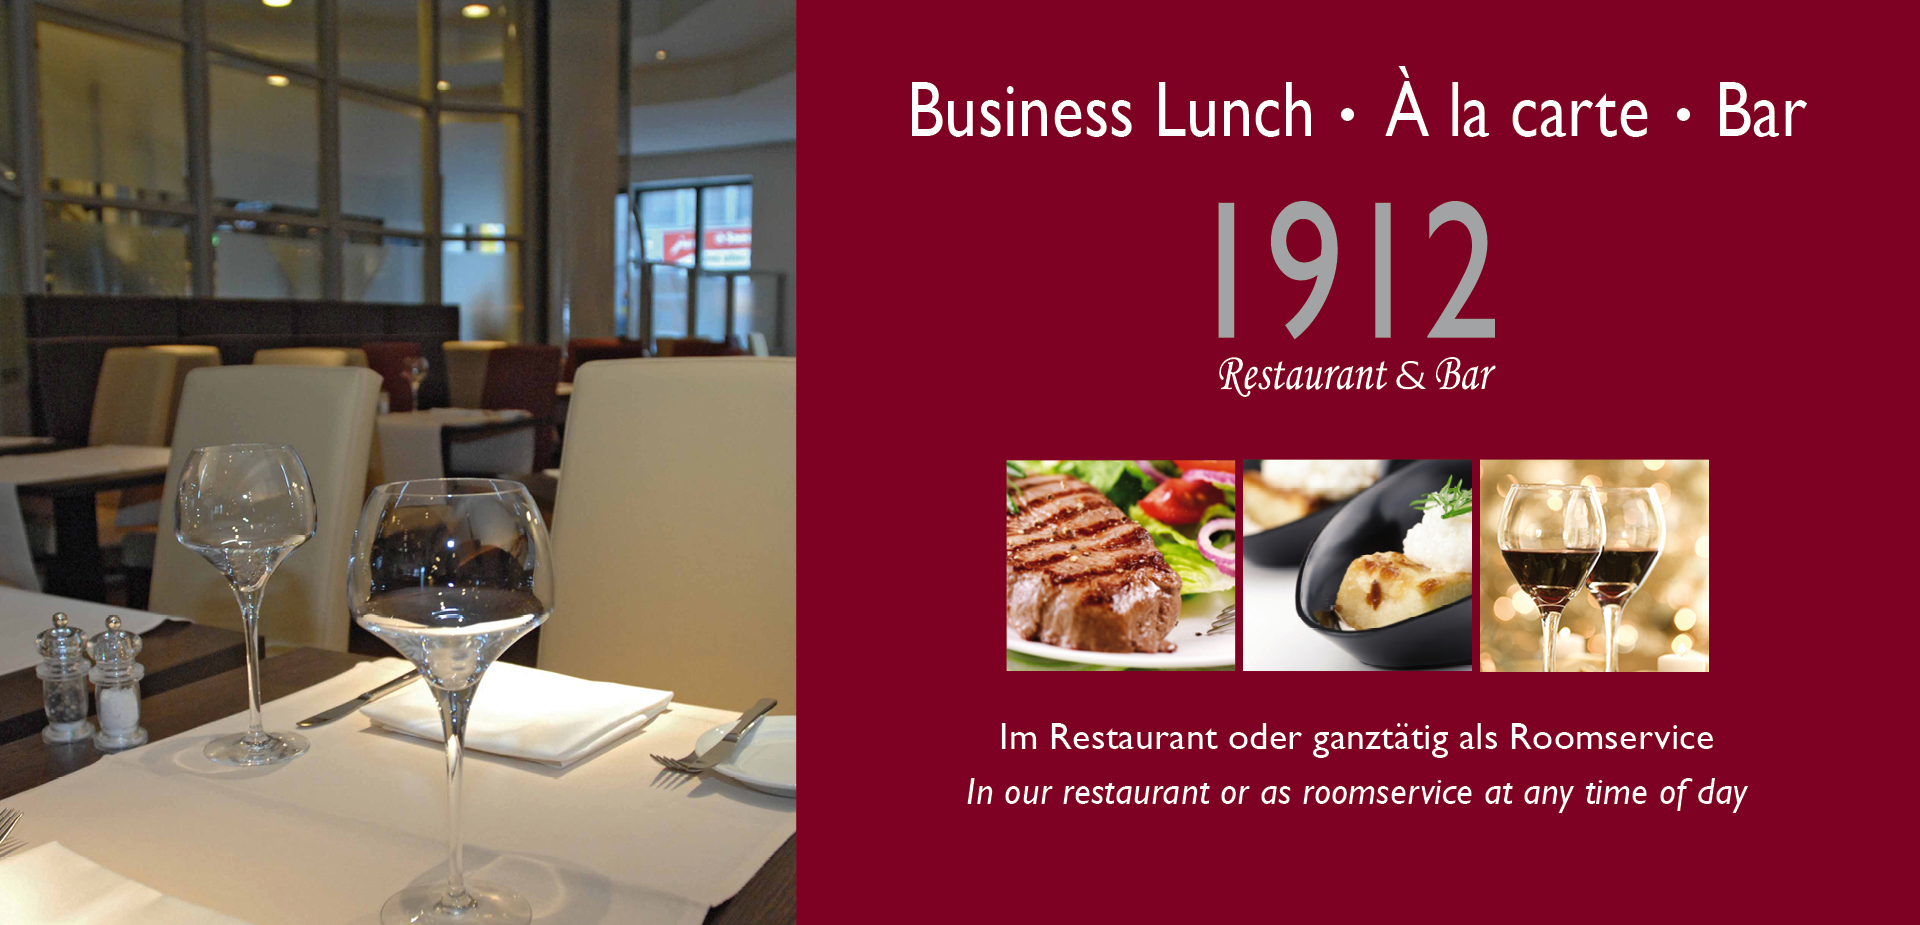 Business Lunch • À la carte • Bar
1912
Restaurant & Bar
Im Restaurant oder ganztätig als Roomservice
In our restaurant or as roomservice at any time of day